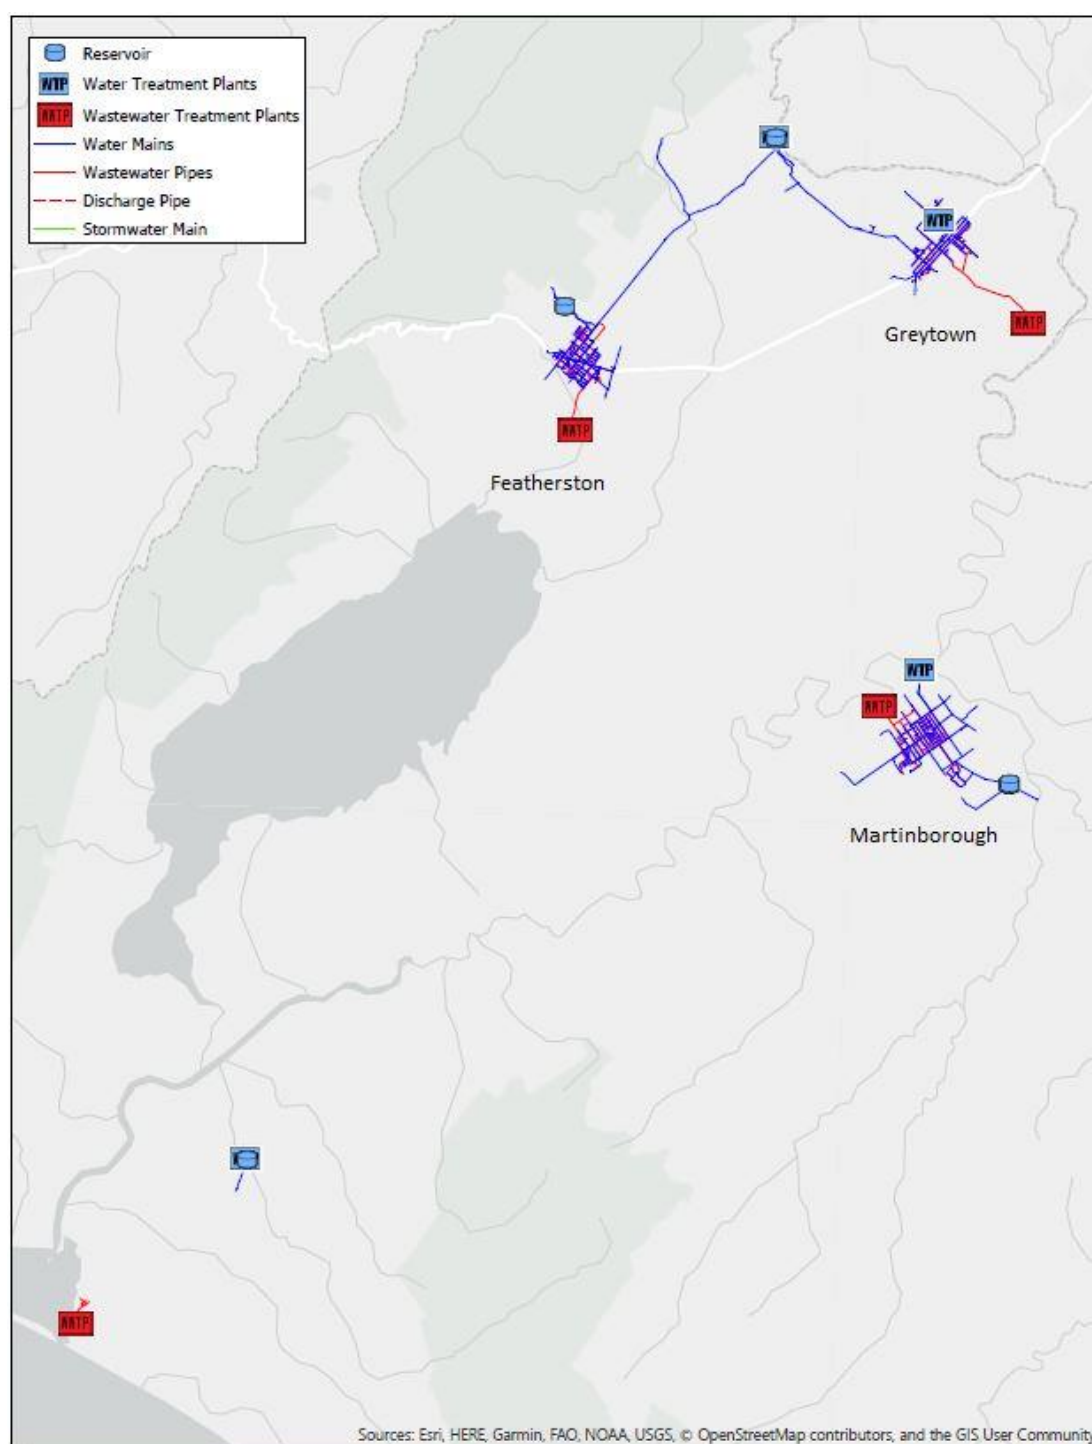 Reservoir
WTP Water Treatment Plants
WWTP Wastewater Treatment Plants
Water Mains
Wastewater Pipes
Discharge Pipe
Stormwater Main
WTP
Greytown
WWTP
WWTP
Featherston
WTP
WWTP
Martinborough
WWTP
Sources: Esri, HERE, Garmin, FAO, NOAA, USGS, © OpenStreetMap contributors, and the GIS User Communit